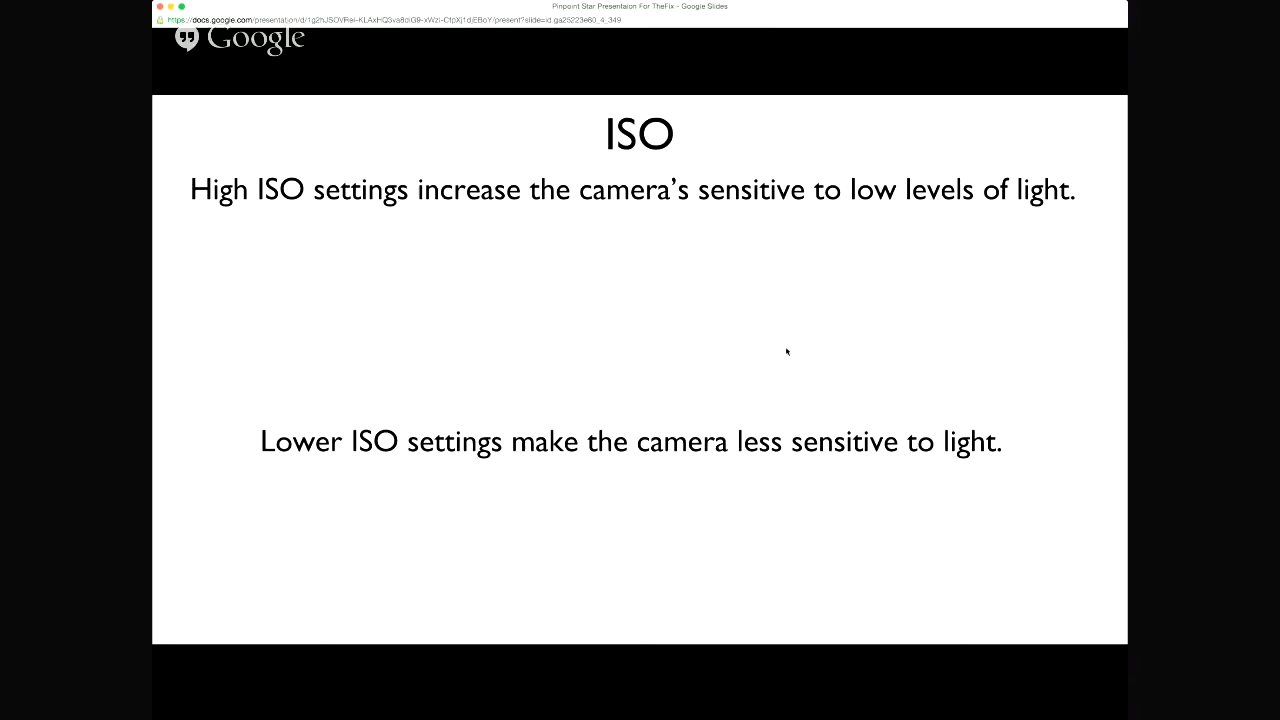 Pinpoint Star Presentaion For TheFix - Google Slides
Google
ISO
High ISO settings increase the camera's sensitive to low levels of light.
Lower ISO settings make the camera less sensitive to light.